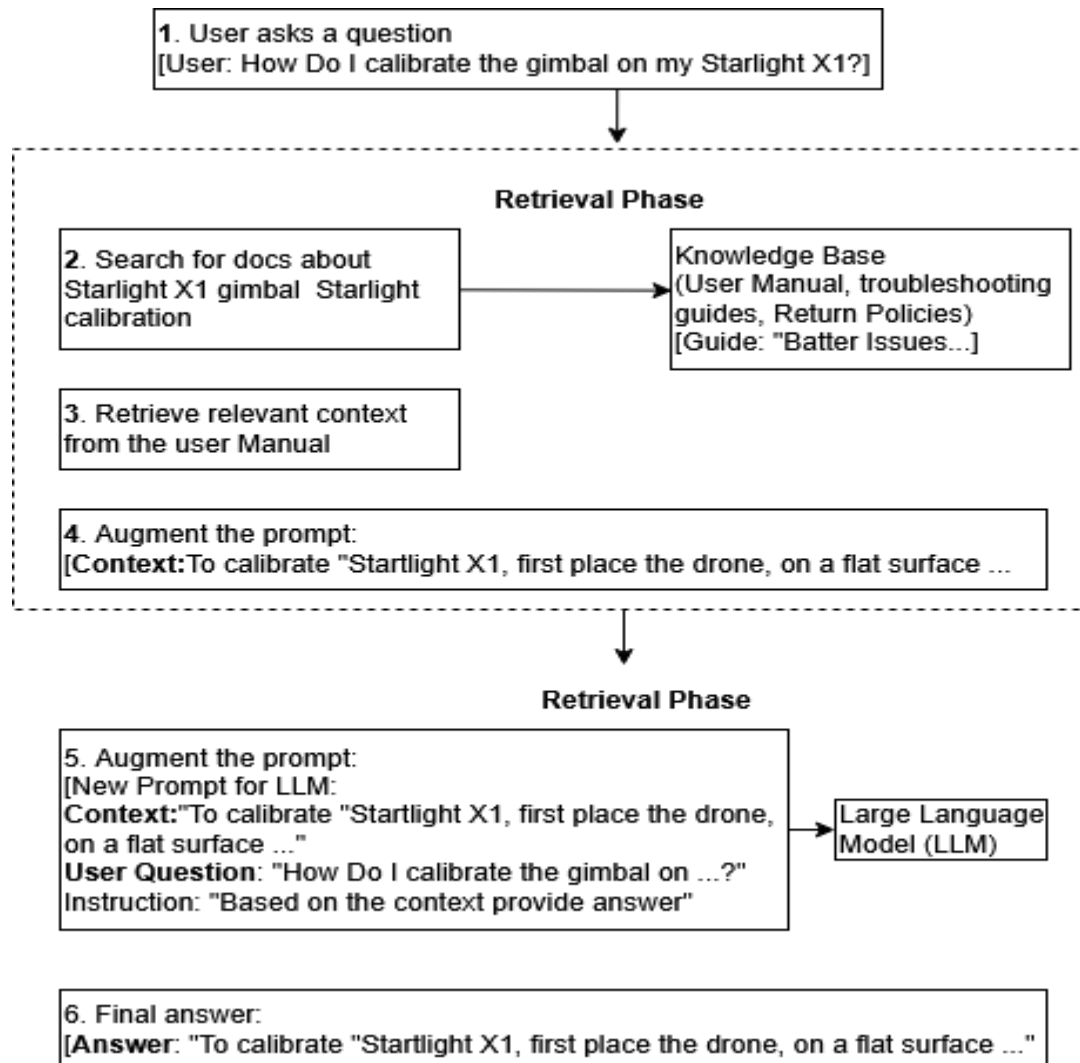 1. User asks a question
[User: How Do I calibrate the gimbal on my Starlight X1?]
Retrieval Phase
2. Search for docs about
Starlight X1 gimbal  Starlight
calibration
Knowledge Base
(User Manual, troubleshooting
guides, Return Policies)
[Guide: "Batter Issues...]
3. Retrieve relevant context
from the user Manual
4. Augment the prompt:
[Context:To calibrate "Startlight X1, first place the drone, on a flat surface ...
Retrieval Phase
5. Augment the prompt:
[New Prompt for LLM:
Context:"To calibrate "Startlight X1, first place the drone,
on a flat surface ..."
User Question: "How Do I calibrate the gimbal on ...?"
Instruction: "Based on the context provide answer"
Large Language
Model (LLM)
6. Final answer:
[Answer: "To calibrate "Startlight X1, first place the drone, on a flat surface ..."